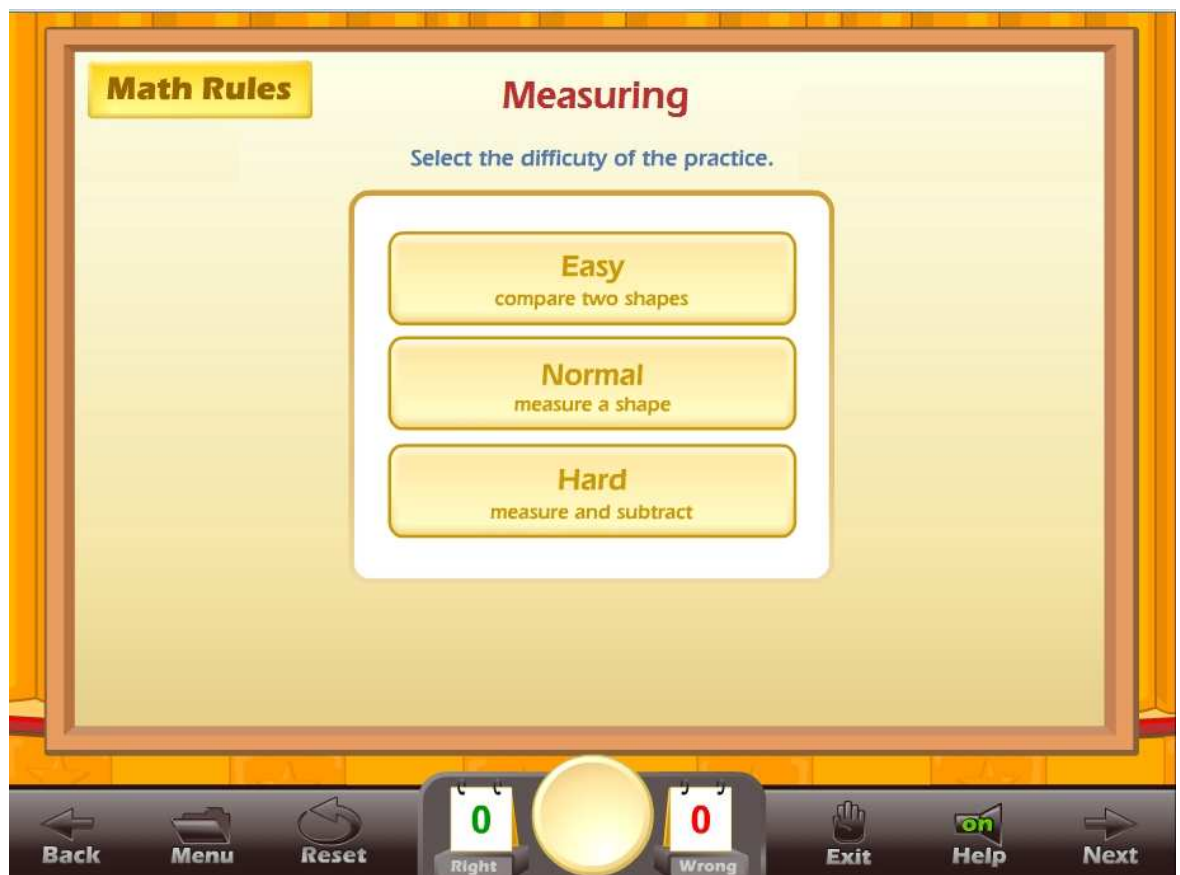 Math Rules
Measuring
Select the difficuty of the practice.
Easy
compare two shapes
Normal
measure a shape
Hard
measure and subtract
0
0
on
Back
Menu
Reset
Right
Wrong
Exit
Help
Next